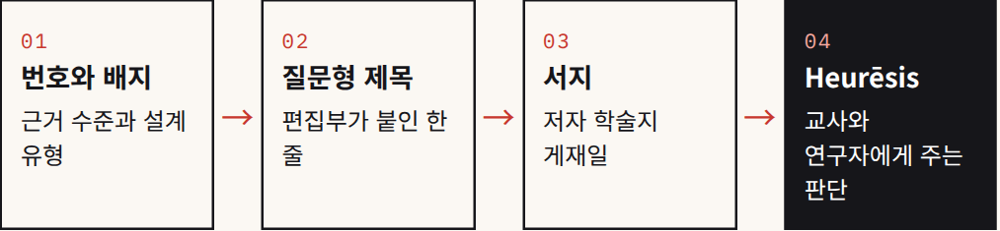 01
번호와 배지
근거 수준과 설계
유형
→
02
질문형 제목
편집부가 붙인 한
줄
→
03
서지
저자 학술지
게재일
→
04
Heurēsis
교사와
연구자에게 주는
판단